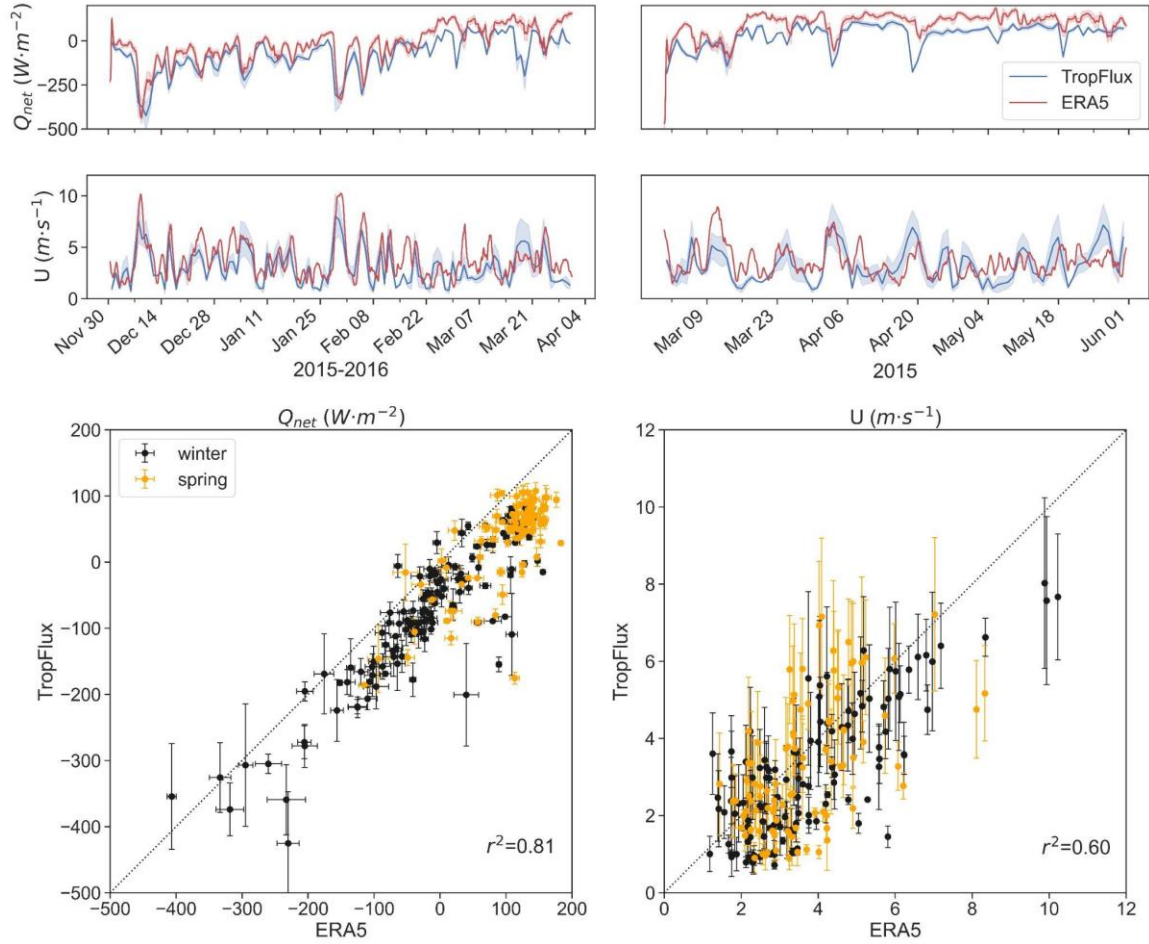 Q_net (W·m⁻²)
0
−250
−500
TropFlux
ERA5
U (m·s⁻¹)
10
5
0
Nov 30
Dec 14
Dec 28
Jan 11
Jan 25
Feb 08
Feb 22
Mar 07
Mar 21
Apr 04
2015-2016
Mar 09
Mar 23
Apr 06
Apr 20
May 04
May 18
Jun 01
2015
Q_net (W·m⁻²)
winter
spring
TropFlux
200
100
0
−100
−200
−300
−400
−500
r²=0.81
−500
−400
−300
−200
−100
0
100
200
ERA5
U (m·s⁻¹)
TropFlux
12
10
8
6
4
2
0
r²=0.60
0
2
4
6
8
10
12
ERA5